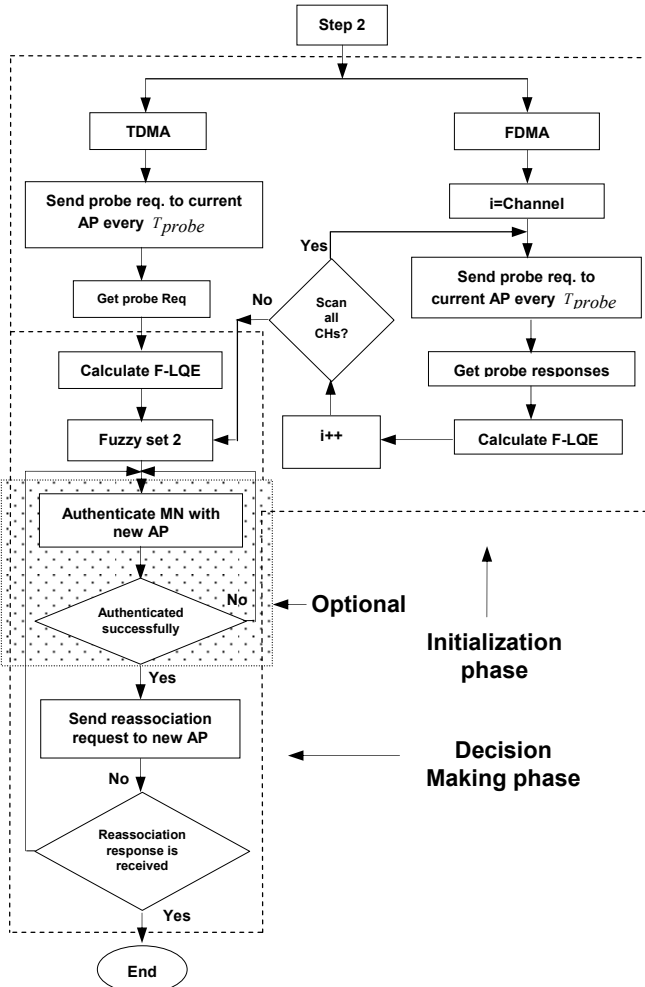 Step 2
TDMA
FDMA
Send probe req. to current
AP every Tprobe
i=Channel
Yes
Send probe req. to
current AP every Tprobe
Get probe Req
No
Scan
all
CHs?
Calculate F-LQE
Get probe responses
Fuzzy set 2
i++
Calculate F-LQE
Authenticate MN with
new AP
No
Authenticated
successfully
Optional
Initialization
phase
Yes
Send reassociation
request to new AP
Decision
Making phase
No
Reassociation
response is
received
Yes
End